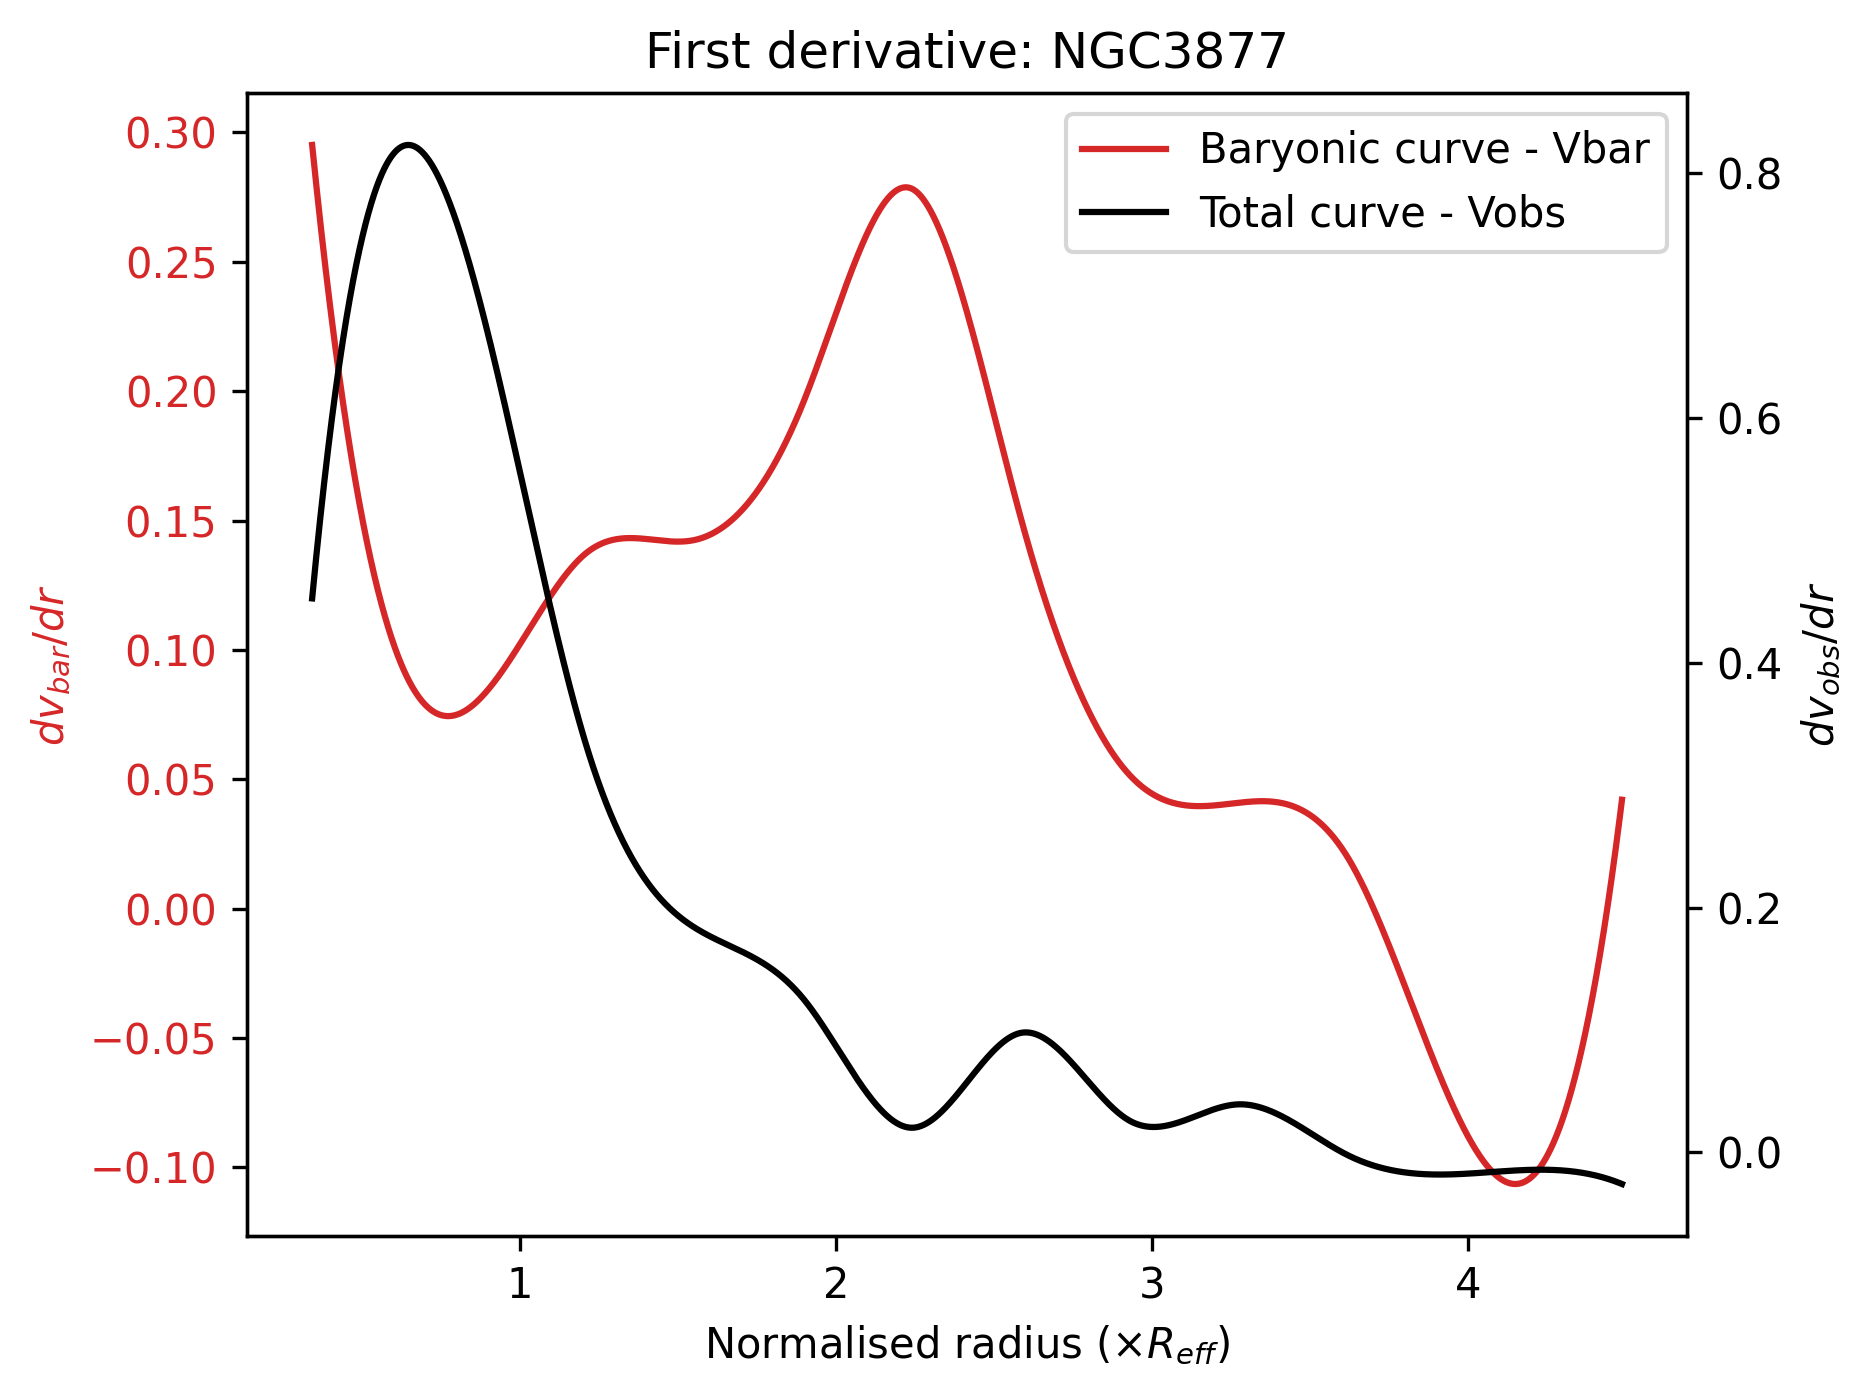 First derivative: NGC3877
Baryonic curve - Vbar
Total curve - Vobs
0.30
0.25
0.20
0.15
0.10
0.05
0.00
−0.05
−0.10
dv_bar/dr
0.8
0.6
0.4
0.2
0.0
dv_obs/dr
1 2 3 4
Normalised radius (×R_eff)